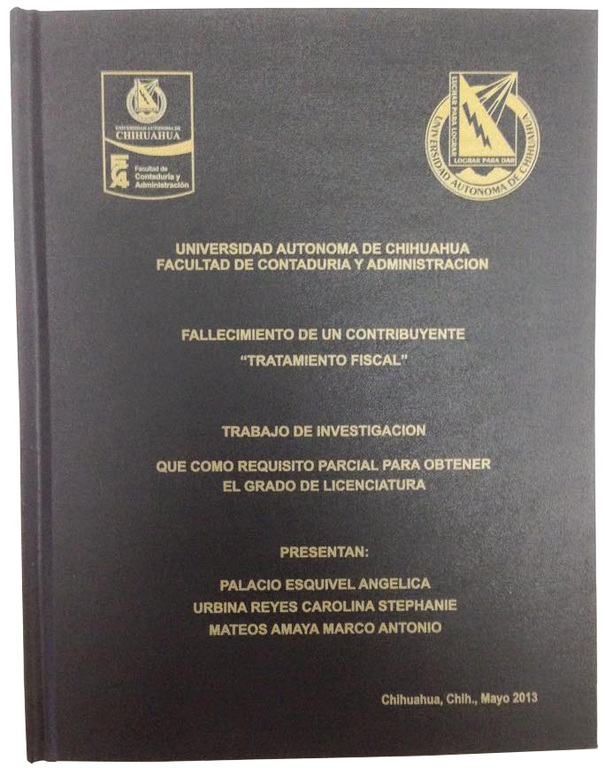 UNIVERSIDAD AUTONOMA DE
CHIHUAHUA
FCA
Facultad de
Contaduría y
Administración
LUCHAR PARA LOGRAR
LOGRAR PARA DAR
UNIVERSIDAD AUTONOMA DE CHIHUAHUA
UNIVERSIDAD AUTONOMA DE CHIHUAHUA
FACULTAD DE CONTADURIA Y ADMINISTRACION
FALLECIMIENTO DE UN CONTRIBUYENTE
“TRATAMIENTO FISCAL”
TRABAJO DE INVESTIGACION
QUE COMO REQUISITO PARCIAL PARA OBTENER
EL GRADO DE LICENCIATURA
PRESENTAN:
PALACIO ESQUIVEL ANGELICA
URBINA REYES CAROLINA STEPHANIE
MATEOS AMAYA MARCO ANTONIO
Chihuahua, Chih., Mayo 2013